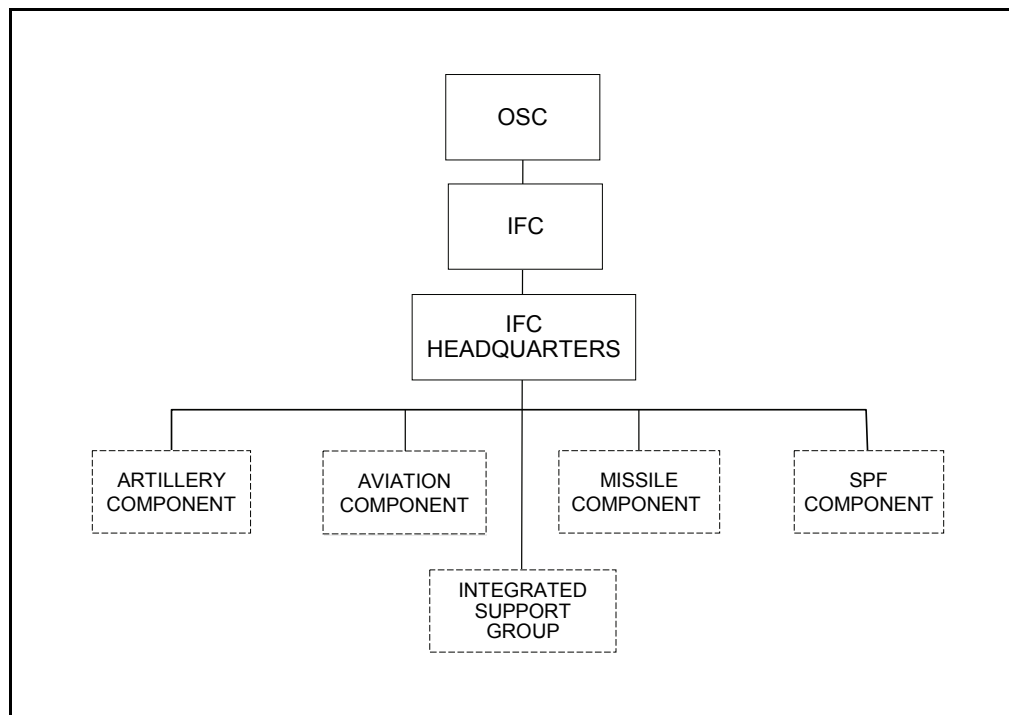 OSC
IFC
IFC
HEADQUARTERS
ARTILLERY
COMPONENT
AVIATION
COMPONENT
MISSILE
COMPONENT
SPF
COMPONENT
INTEGRATED
SUPPORT
GROUP